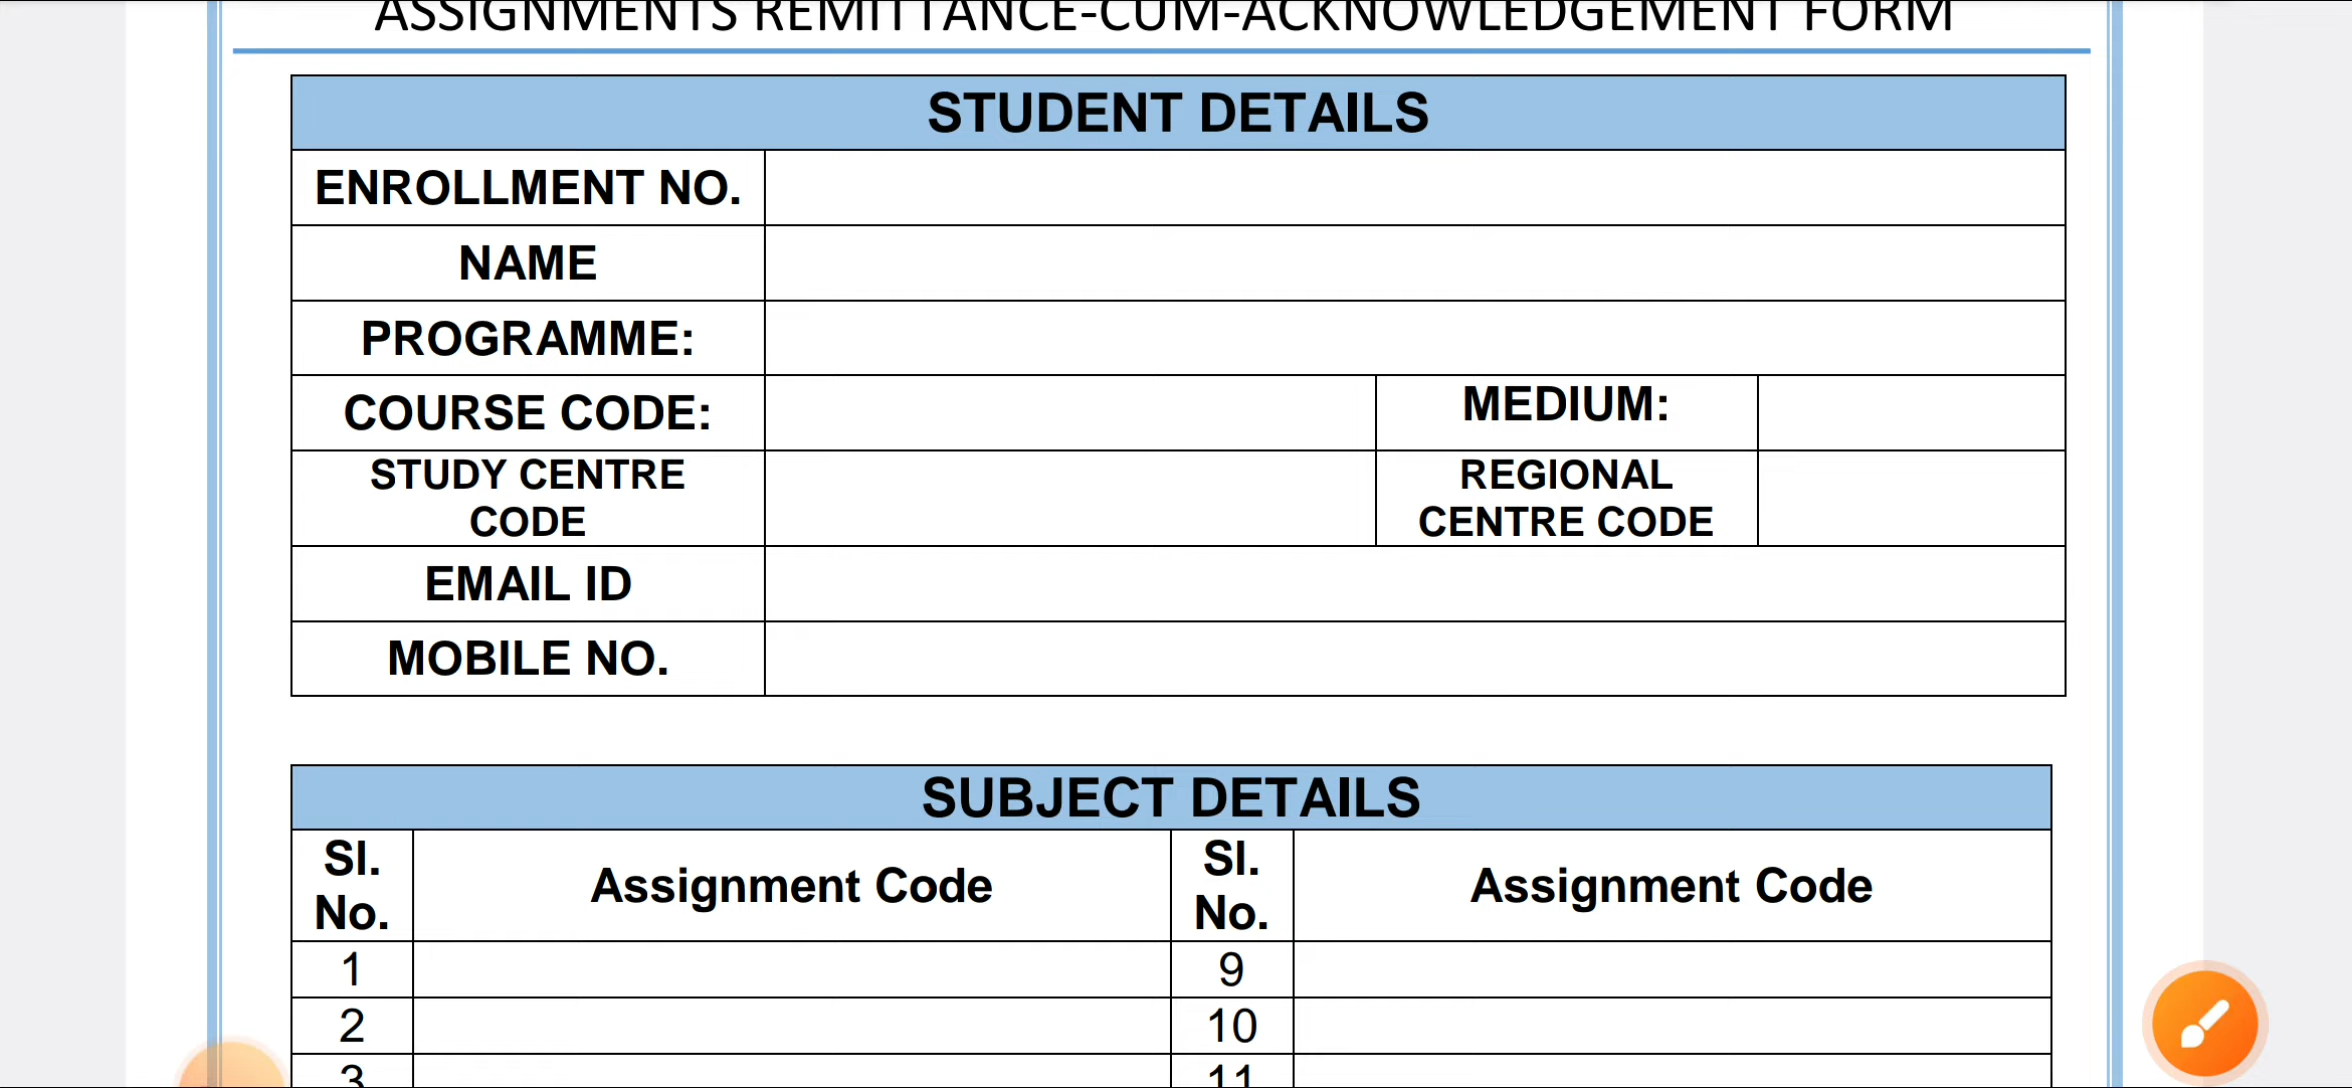 ASSIGNMENTS REMITTANCE-CUM-ACKNOWLEDGEMENT FORM
STUDENT DETAILS
ENROLLMENT NO.
NAME
PROGRAMME:
COURSE CODE:
MEDIUM:
STUDY CENTRE
CODE
REGIONAL
CENTRE CODE
EMAIL ID
MOBILE NO.
SUBJECT DETAILS
Sl.
No.
Assignment Code
Sl.
No.
Assignment Code
1
9
2
10
3
11